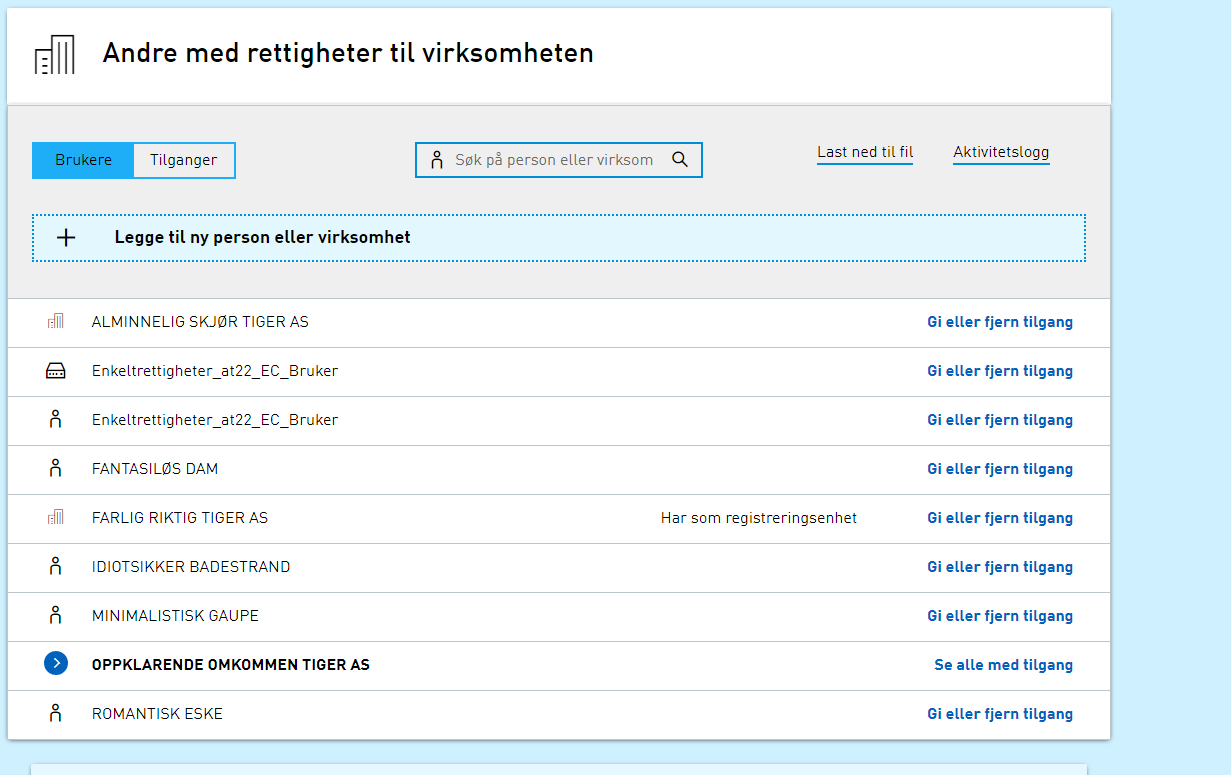 Andre med rettigheter til virksomheten
Brukere Tilganger Søk på person eller virksom Last ned til fil Aktivitetslogg
Legge til ny person eller virksomhet
ALMINNELIG SKJØR TIGER AS Gi eller fjern tilgang
Enkeltrettigheter_at22_EC_Bruker Gi eller fjern tilgang
Enkeltrettigheter_at22_EC_Bruker Gi eller fjern tilgang
FANTASILØS DAM Gi eller fjern tilgang
FARLIG RIKTIG TIGER AS Har som registreringsenhet Gi eller fjern tilgang
IDIOTSIKKER BADESTRAND Gi eller fjern tilgang
MINIMALISTISK GAUPE Gi eller fjern tilgang
OPPKLARENDE OMKOMMEN TIGER AS Se alle med tilgang
ROMANTISK ESKE Gi eller fjern tilgang